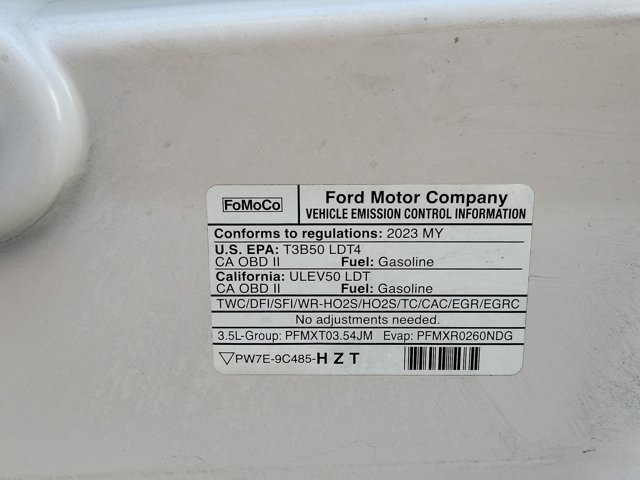 FoMoCo
Ford Motor Company
VEHICLE EMISSION CONTROL INFORMATION
Conforms to regulations: 2023 MY
U.S. EPA: T3B50 LDT4
CA OBD II Fuel: Gasoline
California: ULEV50 LDT
CA OBD II Fuel: Gasoline
TWC/DFI/SFI/WR-HO2S/HO2S/TC/CAC/EGR/EGRC
No adjustments needed.
3.5L-Group: PFMXT03.54JM Evap: PFMXR0260NDG
PW7E-9C485-HZT